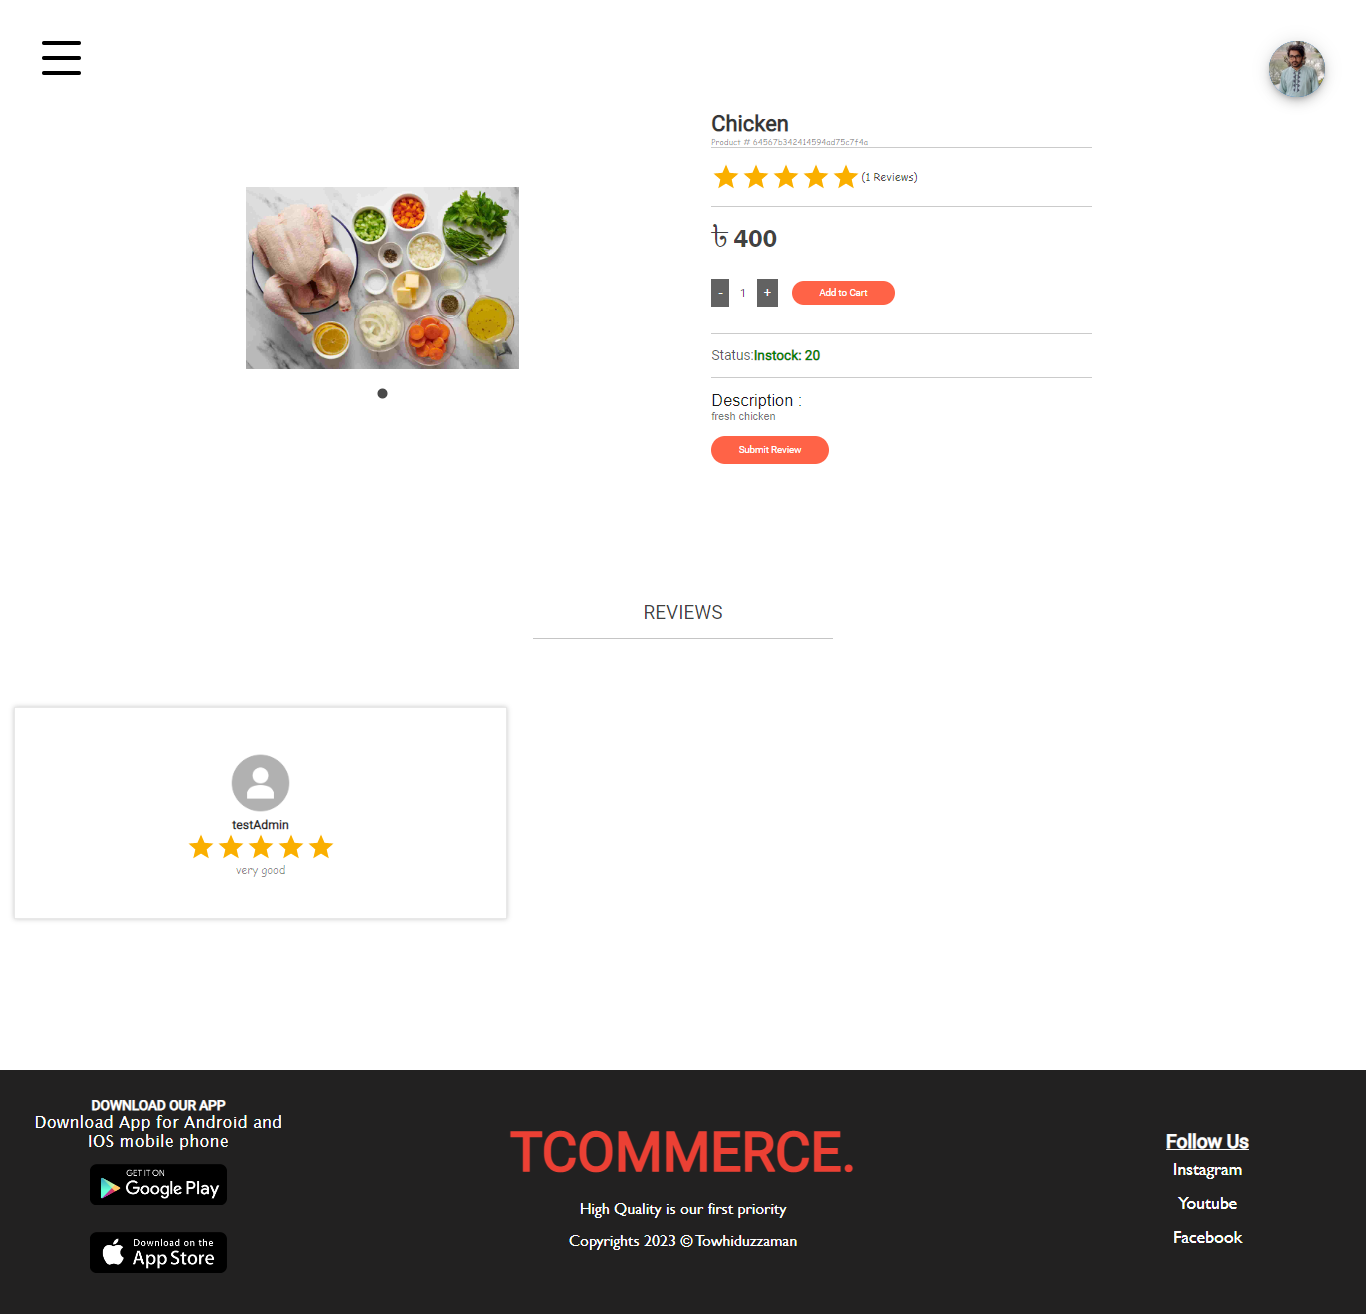 Chicken
Product # 64567b342414594ad75c7f4a
(1 Reviews)
৳ 400
- 1 + Add to Cart
Status:Instock: 20
Description :
fresh chicken
Submit Review
REVIEWS
testAdmin
very good
DOWNLOAD OUR APP
Download App for Android and
IOS mobile phone
GET IT ON
Google Play
Download on the
App Store
TCOMMERCE.
High Quality is our first priority
Copyrights 2023 © Towhiduzzaman
Follow Us
Instagram
Youtube
Facebook